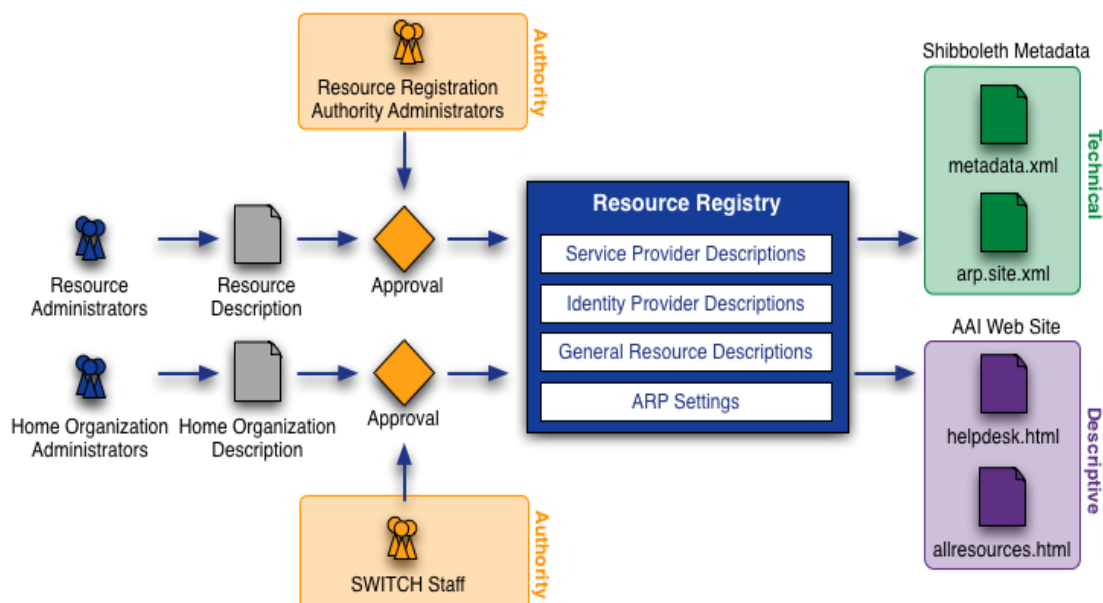 Resource Registration
Authority Administrators
Authority
Resource
Administrators
Resource
Description
Approval
Home Organization
Administrators
Home Organization
Description
Approval
SWITCH Staff
Authority
Resource Registry
Service Provider Descriptions
Identity Provider Descriptions
General Resource Descriptions
ARP Settings
Shibboleth Metadata
metadata.xml
arp.site.xml
Technical
AAI Web Site
helpdesk.html
allresources.html
Descriptive